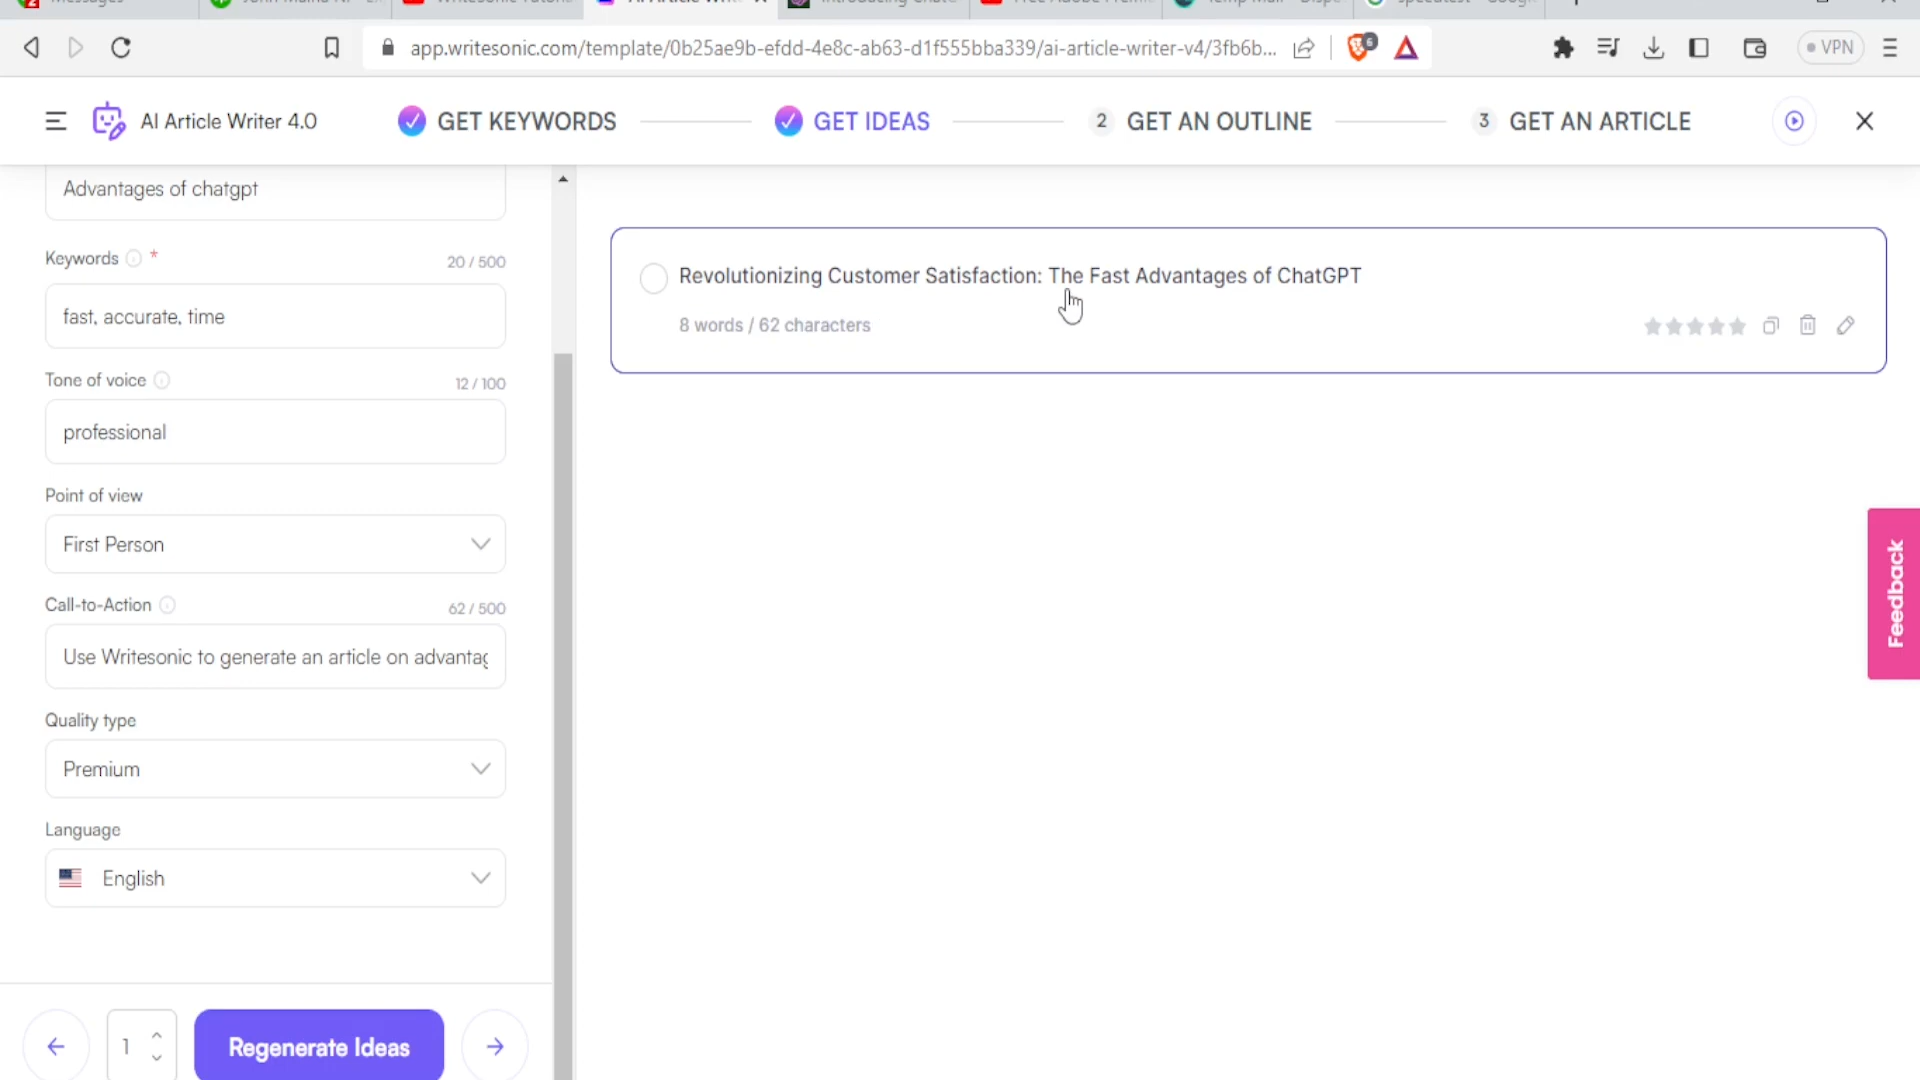 app.writesonic.com/template/0b25ae9b-efdd-4e8c-ab63-d1f555bba339/ai-article-writer-v4/3fb6b...
6
VPN
AI Article Writer 4.0
GET KEYWORDS
GET IDEAS
2 GET AN OUTLINE
3 GET AN ARTICLE
Advantages of chatgpt
Keywords *
20 / 500
fast, accurate, time
Tone of voice
12 / 100
professional
Point of view
First Person
Call-to-Action
62 / 500
Use Writesonic to generate an article on advantag
Quality type
Premium
Language
English
1
Regenerate Ideas
Revolutionizing Customer Satisfaction: The Fast Advantages of ChatGPT
8 words / 62 characters
Feedback